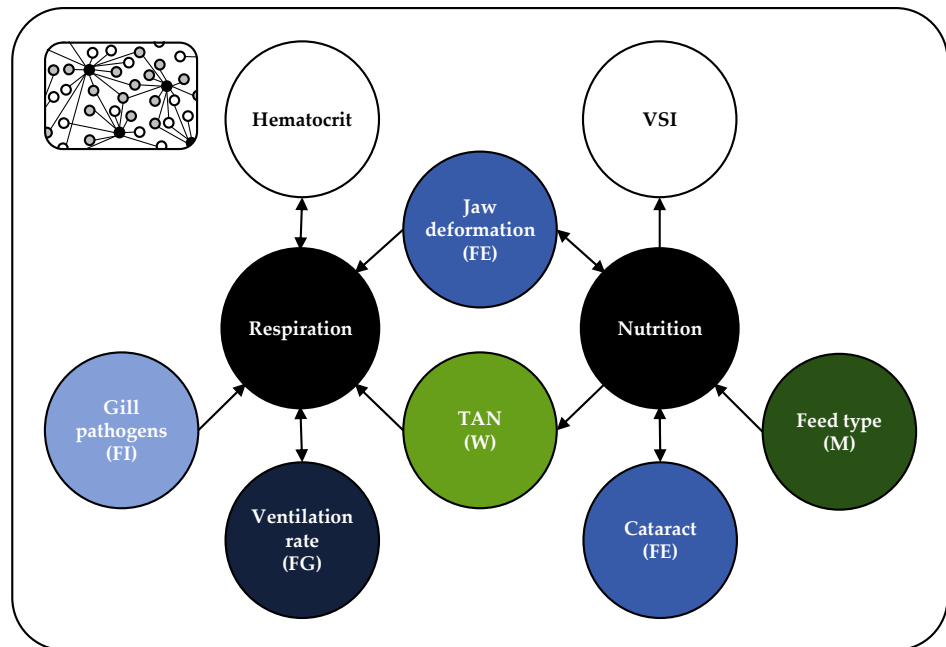 Hematocrit
VSI
Jaw
deformation
(FE)
Respiration
Nutrition
Gill
pathogens
(FI)
TAN
(W)
Feed type
(M)
Ventilation
rate
(FG)
Cataract
(FE)